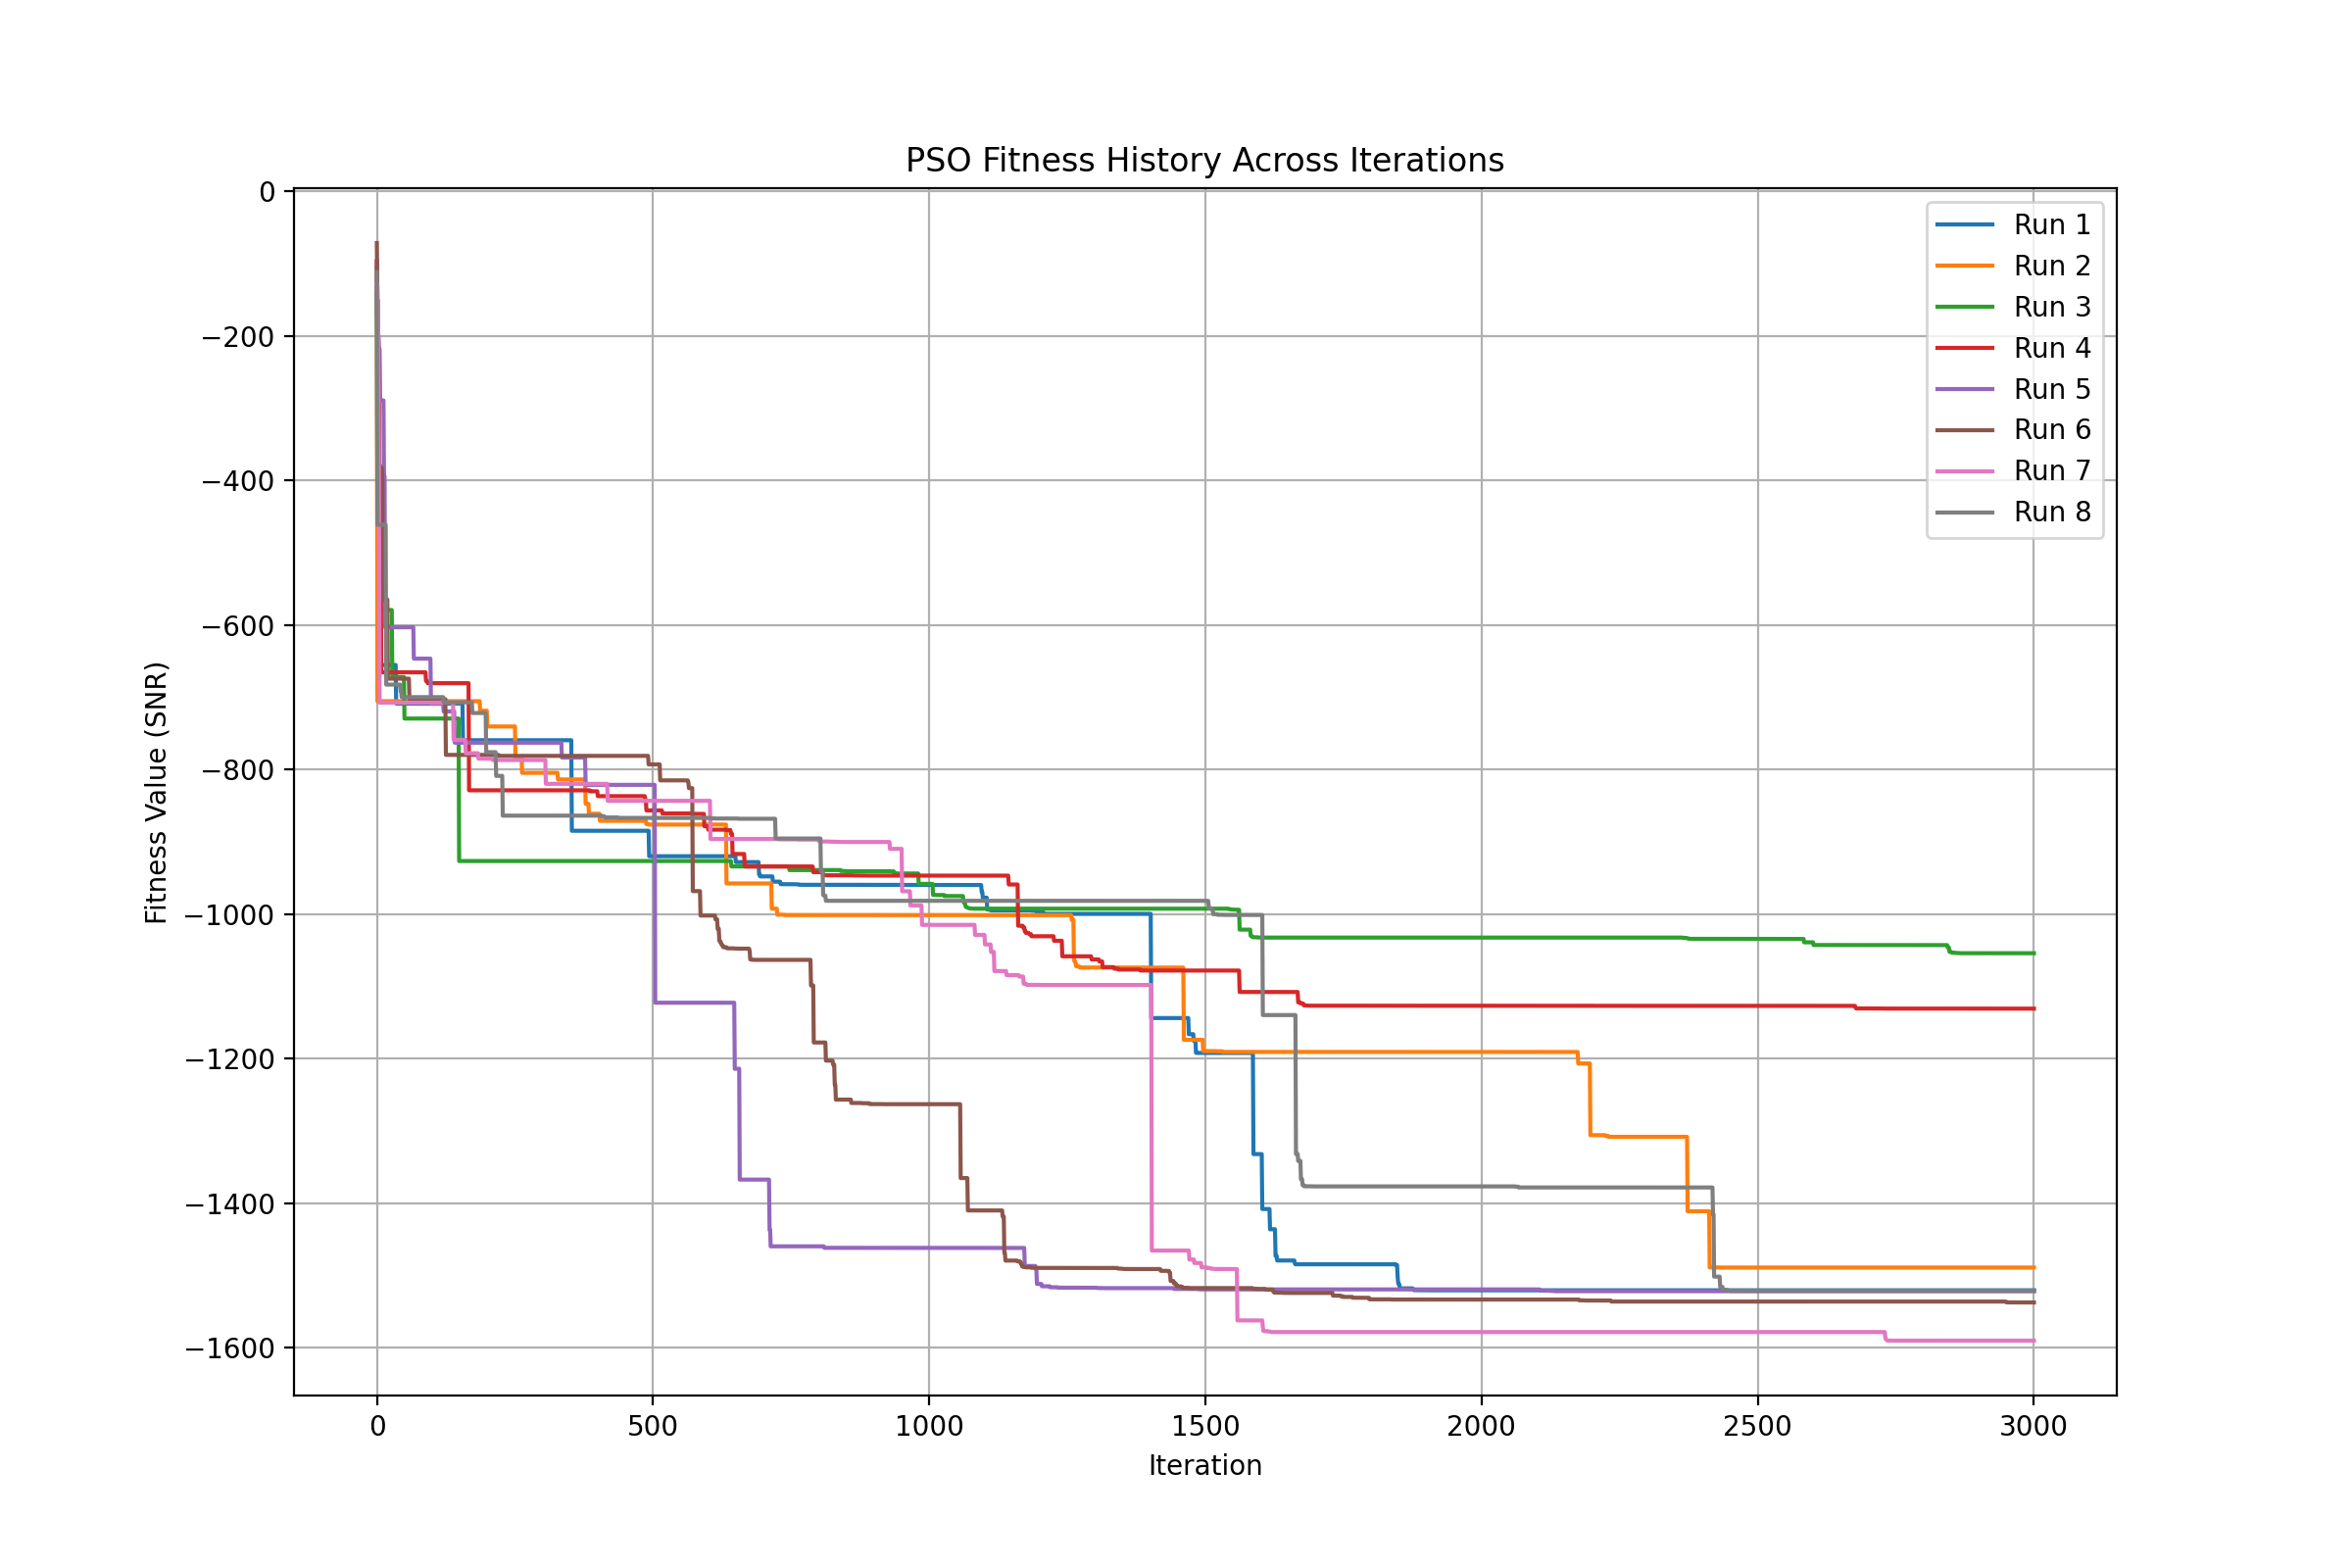 PSO Fitness History Across Iterations
0
−200
−400
−600
−800
−1000
−1200
−1400
−1600
Fitness Value (SNR)
Run 1
Run 2
Run 3
Run 4
Run 5
Run 6
Run 7
Run 8
0 500 1000 1500 2000 2500 3000
Iteration